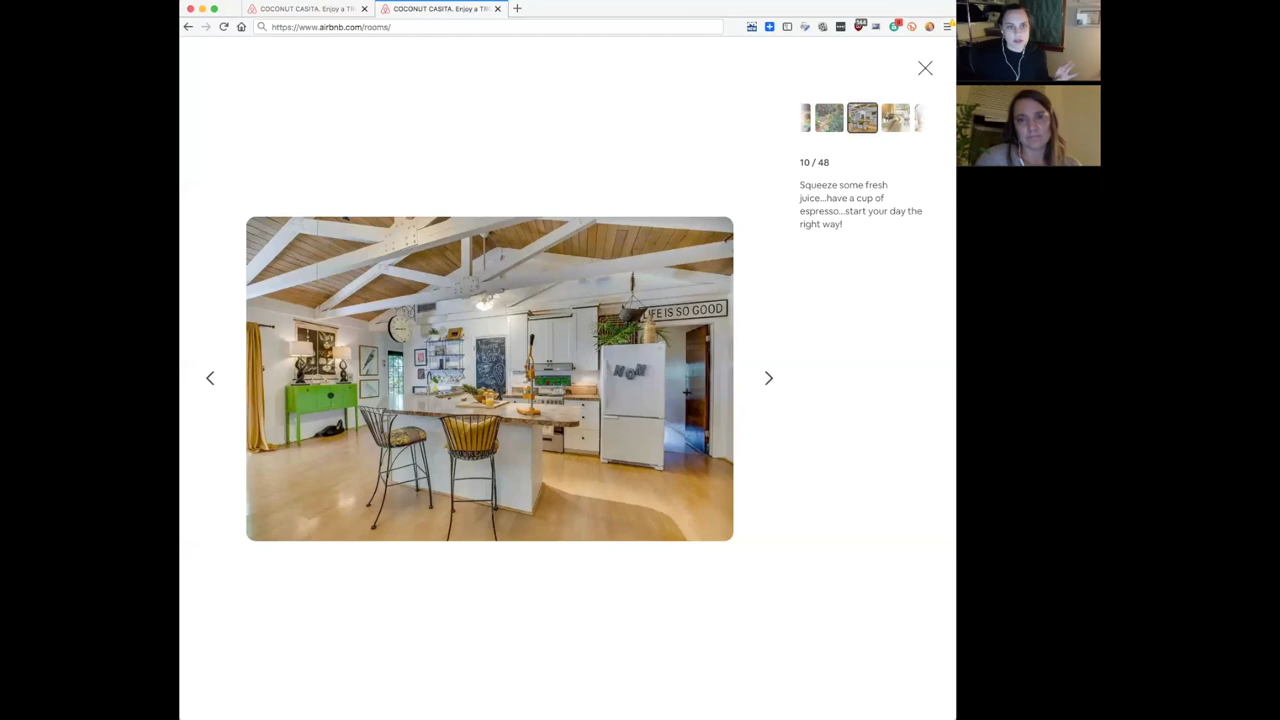 COCONUT CASITA. Enjoy a TR
COCONUT CASITA. Enjoy a TR
https://www.airbnb.com/rooms/
10 / 48
Squeeze some fresh
juice...have a cup of
espresso...start your day the
right way!
LIFE IS SO GOOD